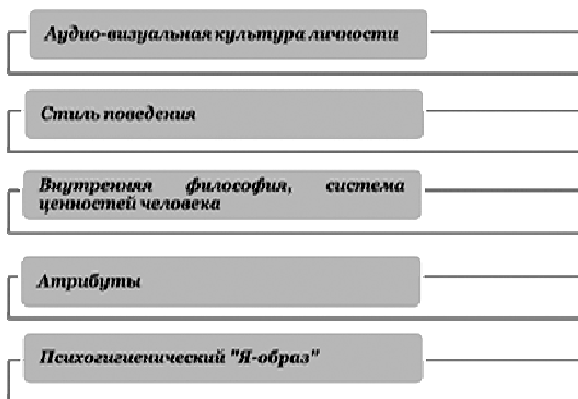 Аудио-визуальная культура личности
Стиль поведения
Внутренняя философия, система
ценностей человека
Атрибуты
Психогигиенический "Я-образ"